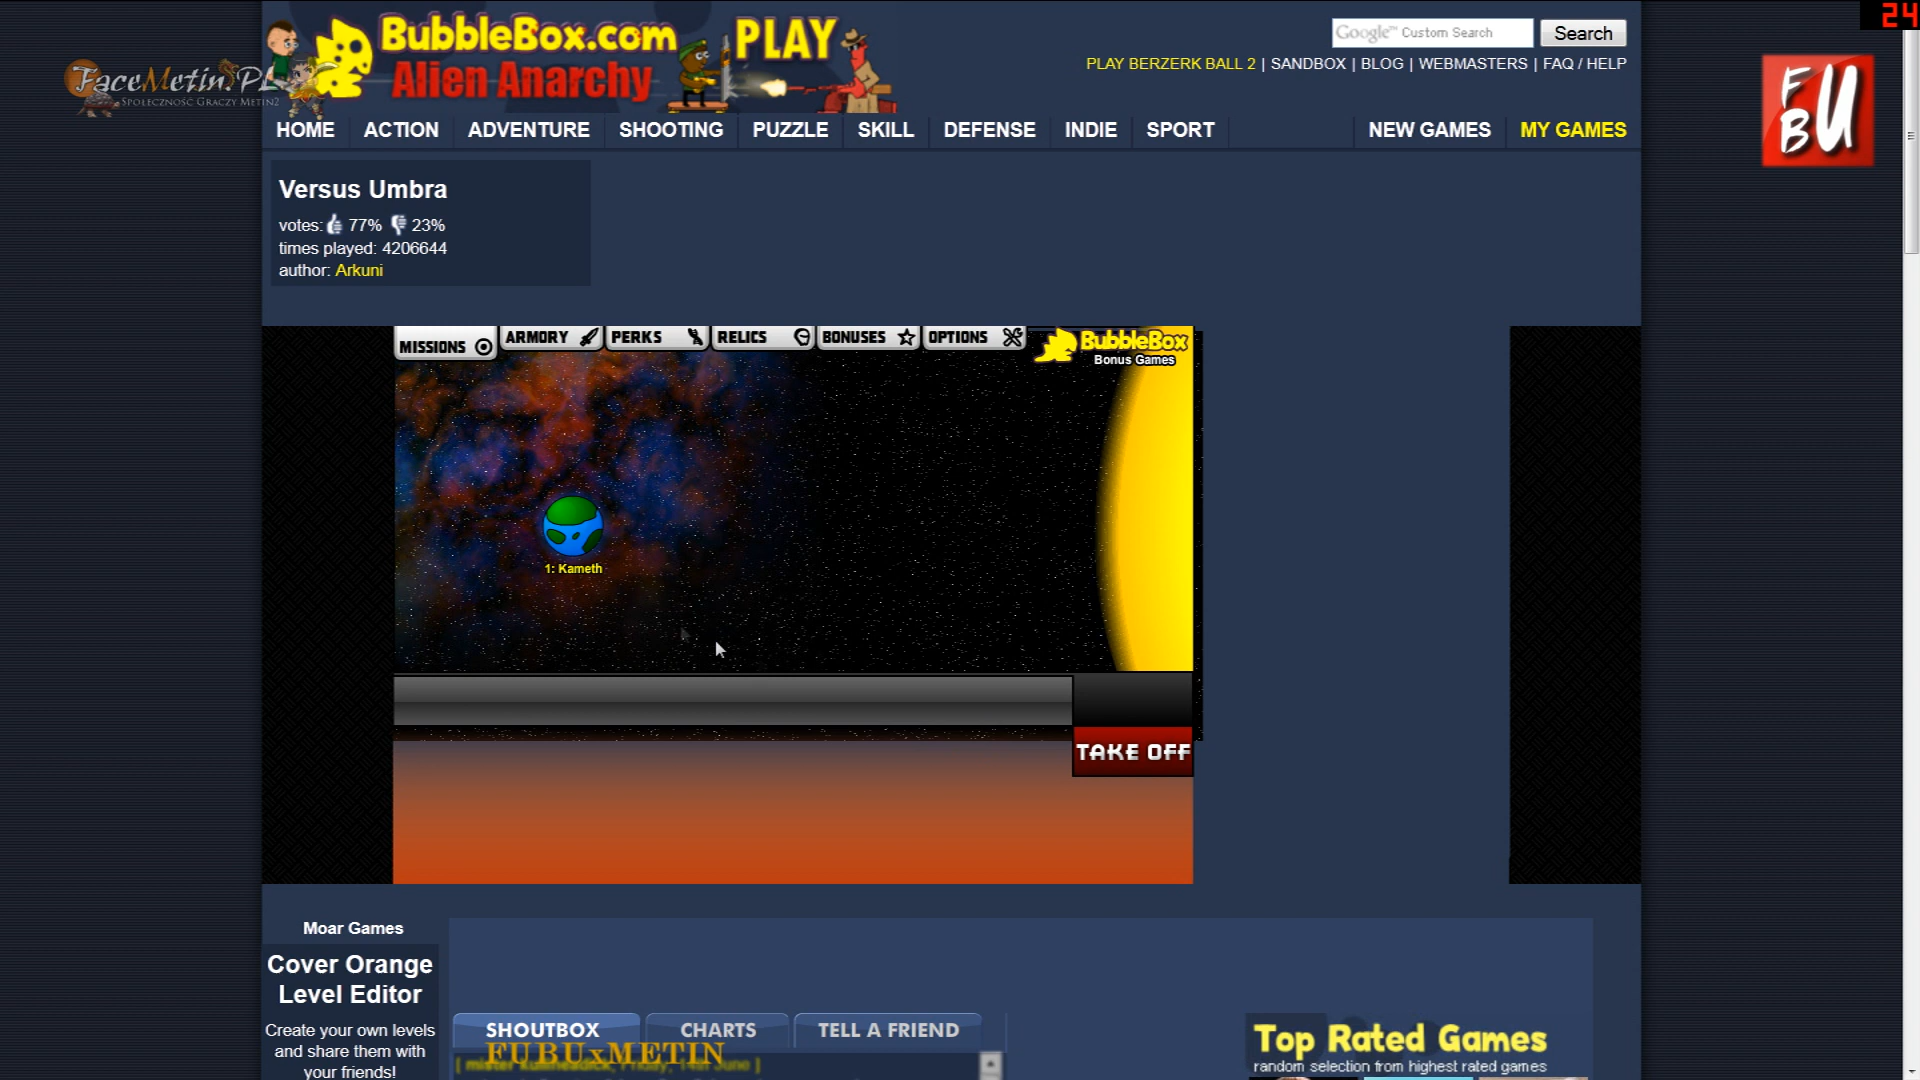 24
FaceMetin.PL
Społeczność Graczy Metin2
BubbleBox.com
Alien Anarchy
PLAY
Google™ Custom Search
Search
PLAY BERZERK BALL 2 | SANDBOX | BLOG | WEBMASTERS | FAQ / HELP
FUBU
HOME ACTION ADVENTURE SHOOTING PUZZLE SKILL DEFENSE INDIE SPORT NEW GAMES MY GAMES
Versus Umbra
votes: 77% 23%
times played: 4206644
author: Arkuni
MISSIONS ARMORY PERKS RELICS BONUSES OPTIONS
BubbleBox
Bonus Games
1: Kameth
TAKE OFF
Moar Games
Cover Orange
Level Editor
Create your own levels
and share them with
your friends!
SHOUTBOX CHARTS TELL A FRIEND
FUBUxMETIN
Top Rated Games
random selection from highest rated games